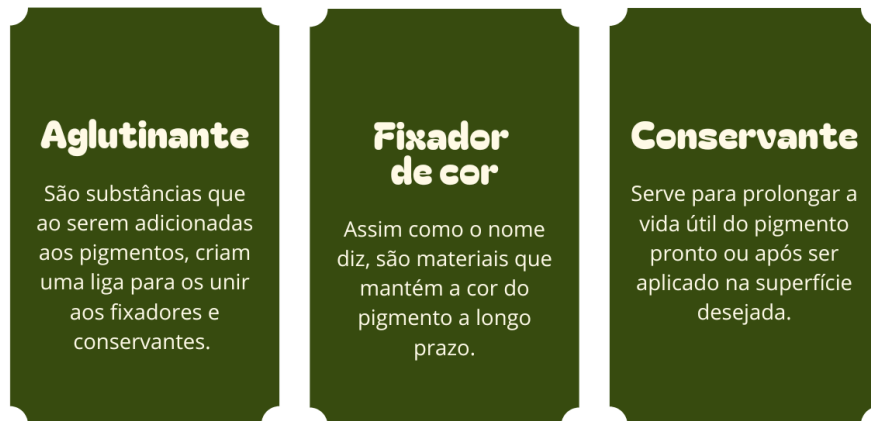 Aglutinante
São substâncias que
ao serem adicionadas
aos pigmentos, criam
uma liga para os unir
aos fixadores e
conservantes.
Fixador
de cor
Assim como o nome
diz, são materiais que
mantém a cor do
pigmento a longo
prazo.
Conservante
Serve para prolongar a
vida útil do pigmento
pronto ou após ser
aplicado na superfície
desejada.